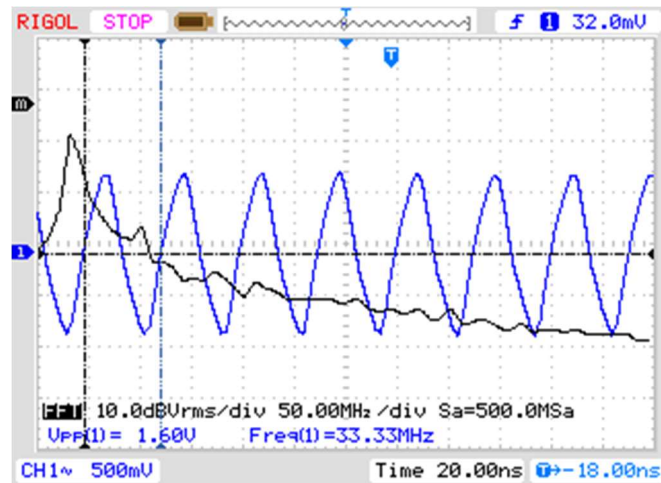 RIGOL STOP T f 1 32.0mV
T
m
1
FFT 10.0dBVrms/div 50.00MHz/div Sa=500.0MSa
Vpp(1)= 1.60V Freq(1)=33.33MHz
CH1~ 500mV Time 20.00ns T→-18.00ns